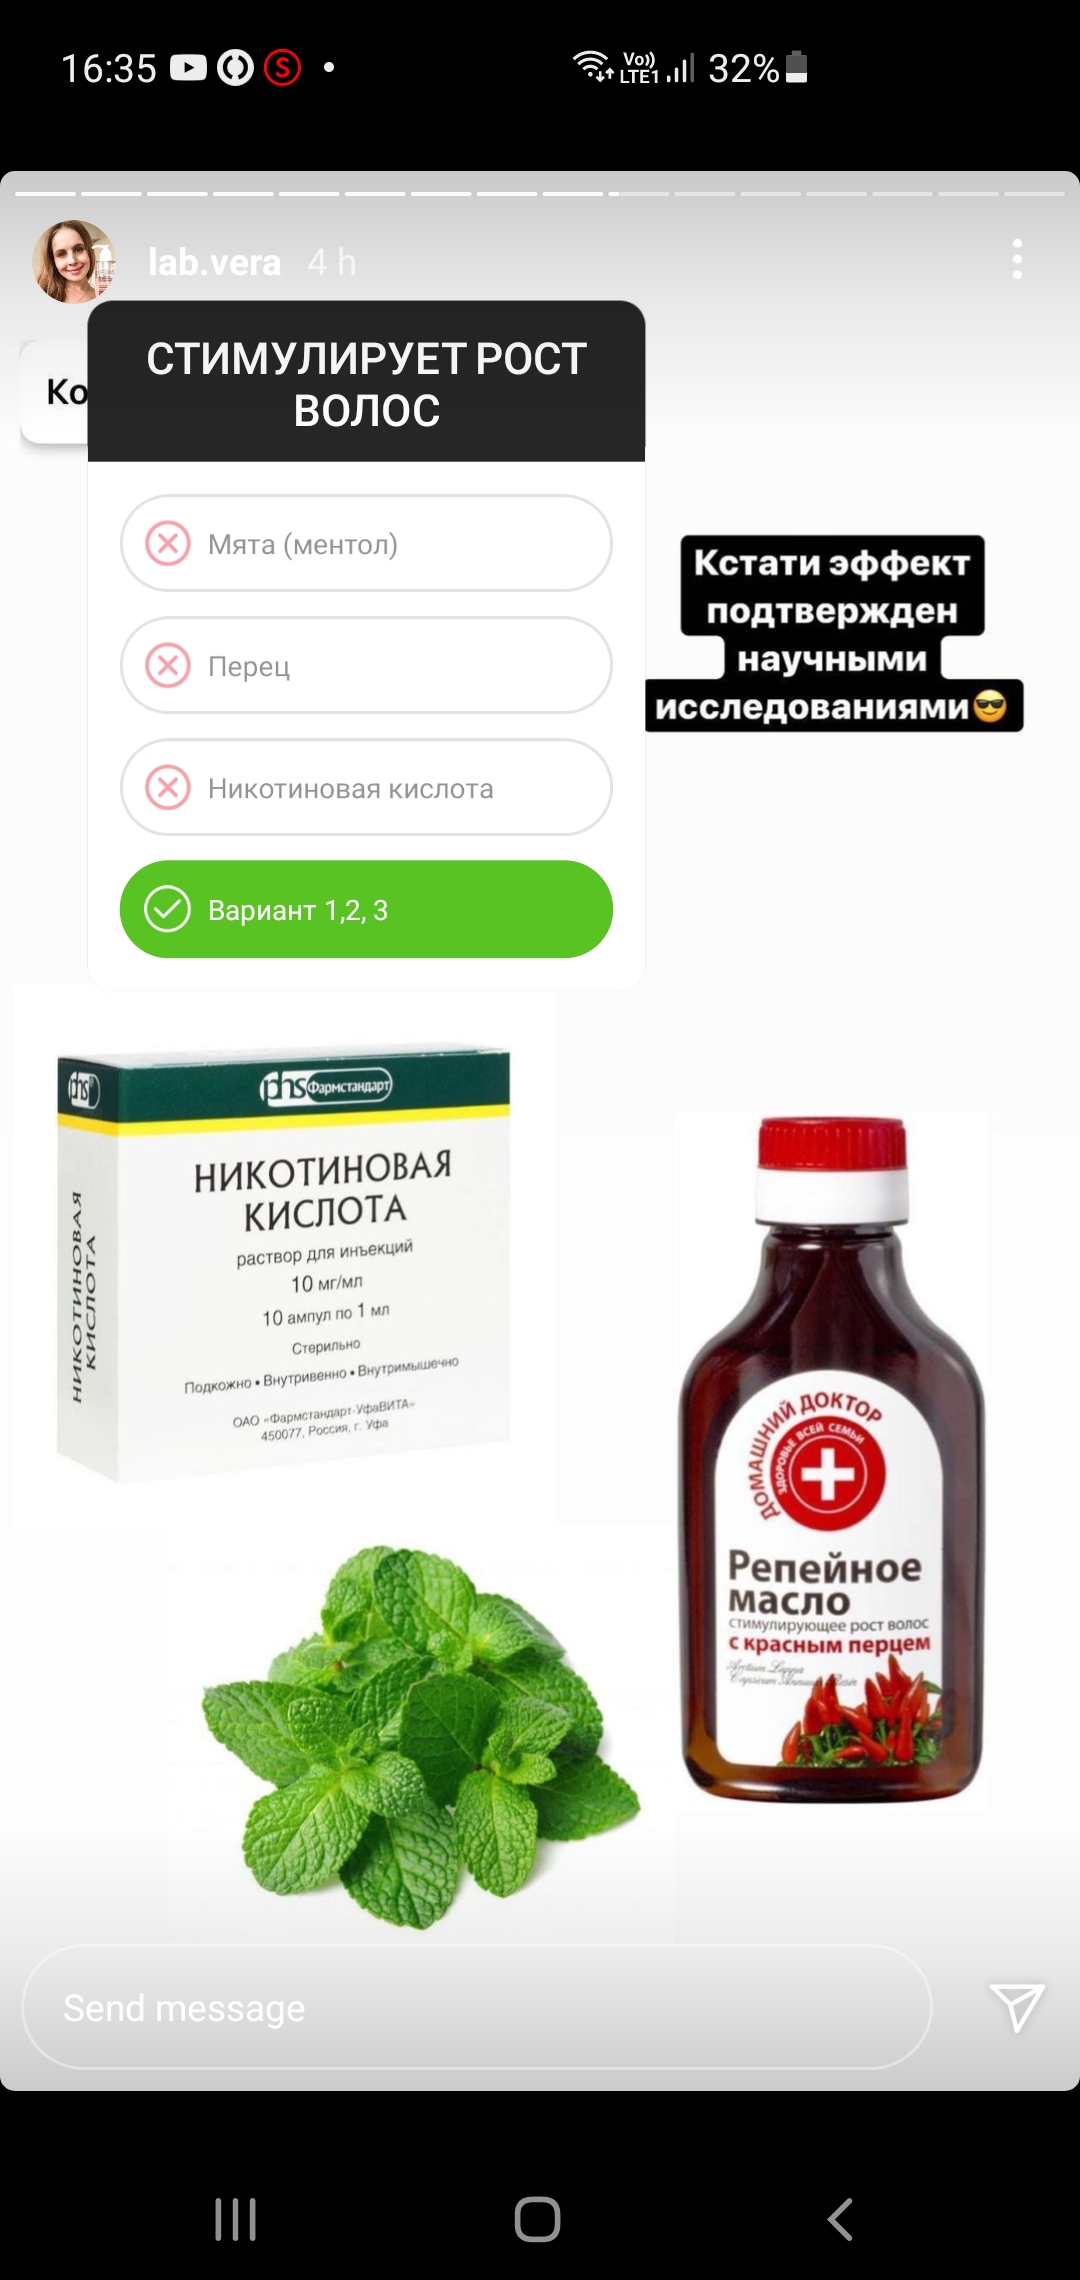 16:35
Vo))
LTE1
32%
lab.vera 4 h
Ко
СТИМУЛИРУЕТ РОСТ
ВОЛОС
Мята (ментол)
Перец
Никотиновая кислота
Вариант 1,2, 3
Кстати эффект
подтвержден
научными
исследованиями😎
phs
phs Фармстандарт
НИКОТИНОВАЯ
КИСЛОТА
раствор для инъекций
10 мг/мл
10 ампул по 1 мл
Стерильно
Подкожно • Внутривенно • Внутримышечно
ОАО «Фармстандарт-УфаВИТА»
450077, Россия, г. Уфа
НИКОТИНОВАЯ
КИСЛОТА
ДОМАШНИЙ ДОКТОР
ЗДОРОВЬЕ ВСЕЙ СЕМЬИ
Репейное
масло
стимулирующее рост волос
с красным перцем
Arctium Lappa
Capsicum Annuum Resin
Send message